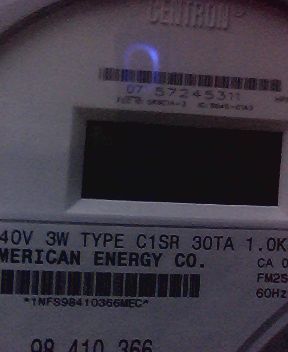 CENTRON®
07 57245311
40V 3W TYPE C1SR 30TA 1.0K
MERICAN ENERGY CO.
CA 0
FM2S
60Hz
*1NFS98410366MEC*
98 410 366